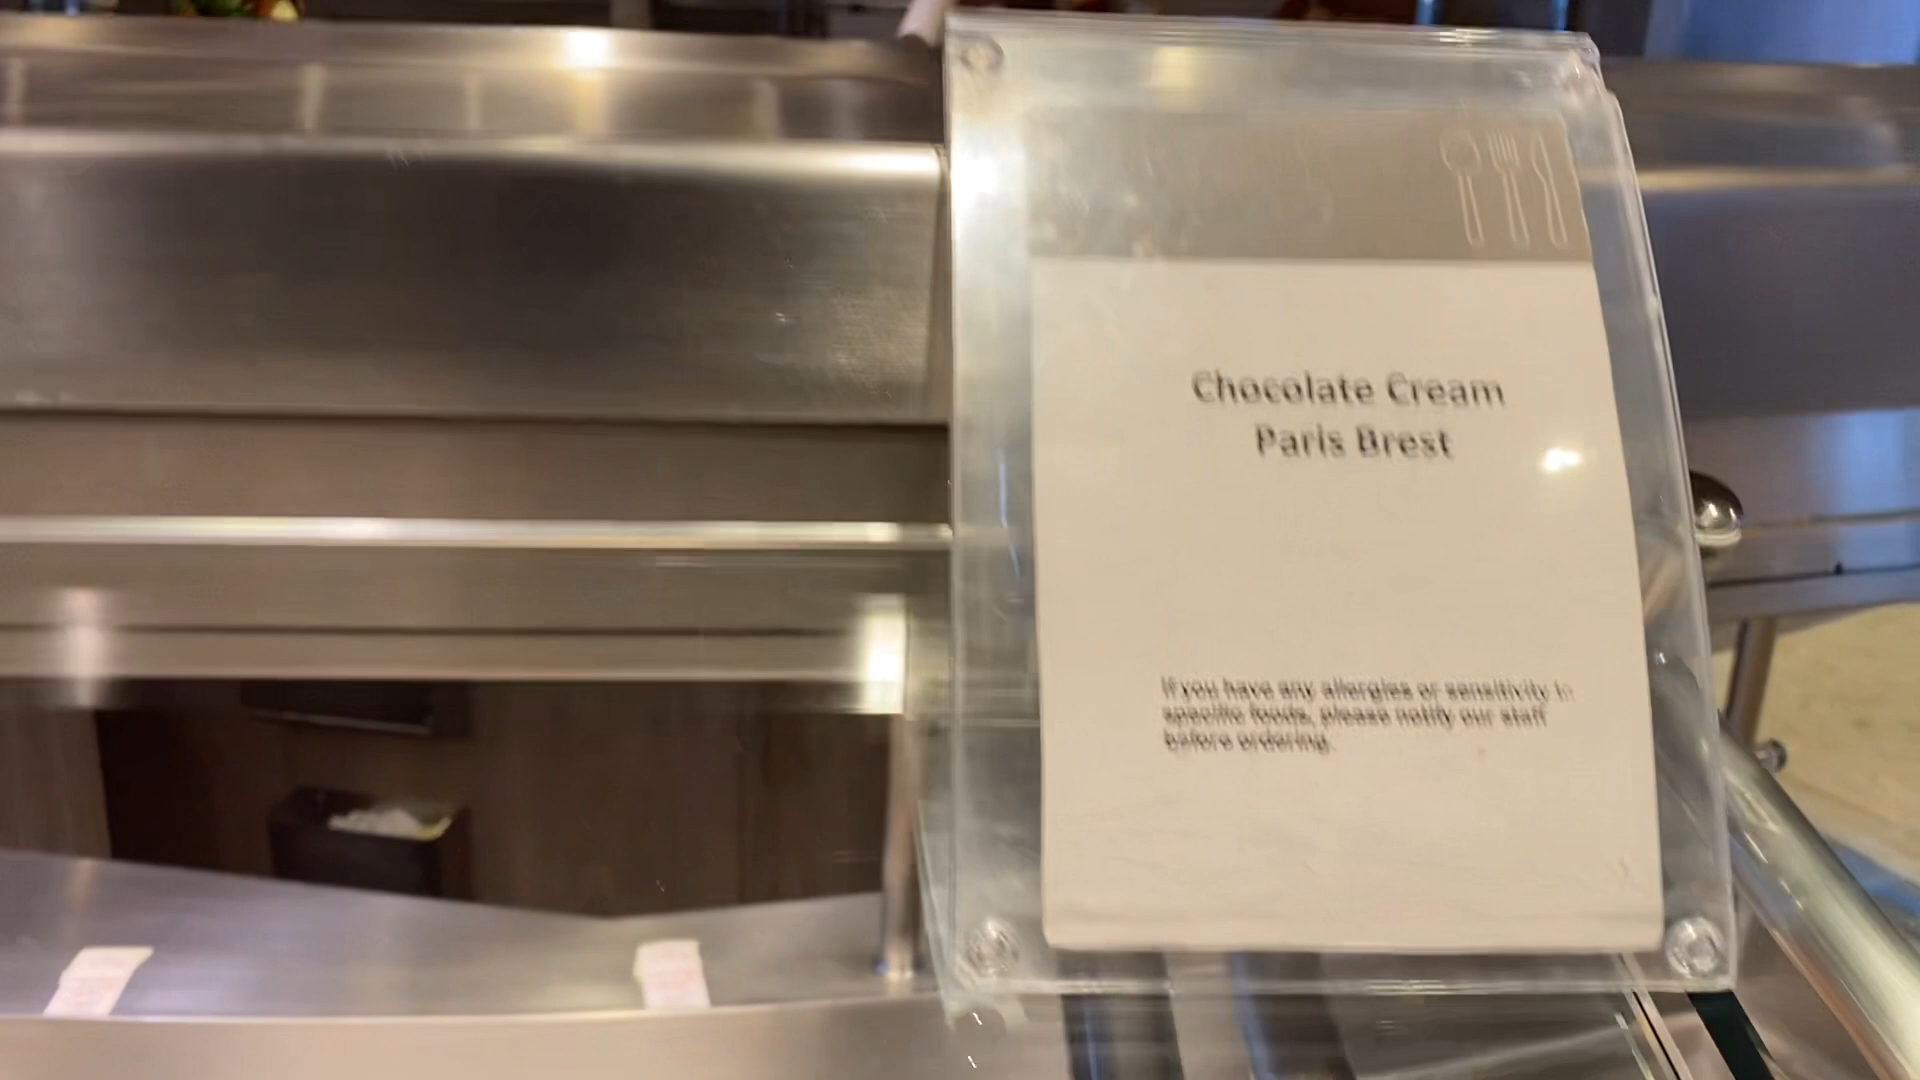 Chocolate Cream
Paris Brest
If you have any allergies or sensitivity to
specific foods, please notify our staff
before ordering.